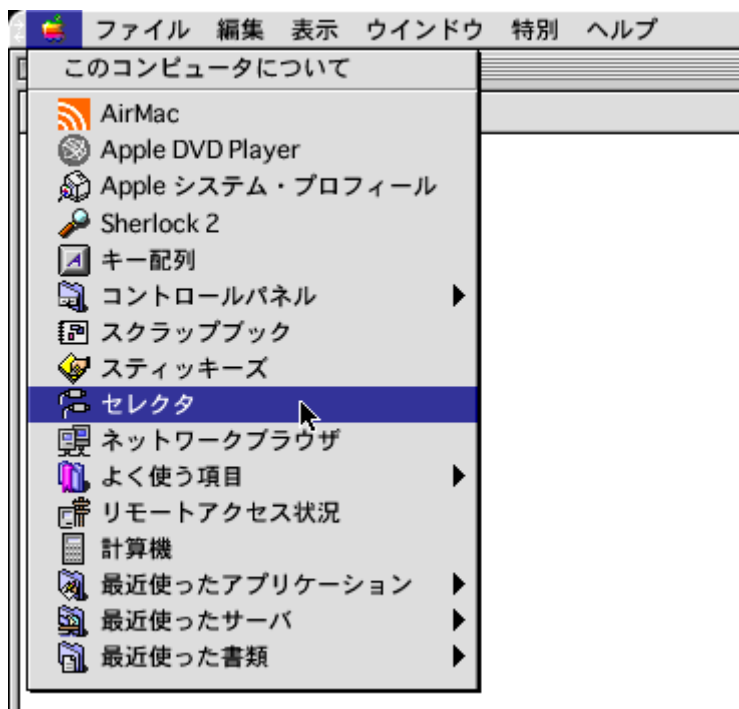 ファイル 編集 表示 ウインドウ 特別 ヘルプ
このコンピュータについて
AirMac
Apple DVD Player
Apple システム・プロフィール
Sherlock 2
キー配列
コントロールパネル
スクラップブック
スティッキーズ
セレクタ
ネットワークブラウザ
よく使う項目
リモートアクセス状況
計算機
最近使ったアプリケーション
最近使ったサーバ
最近使った書類